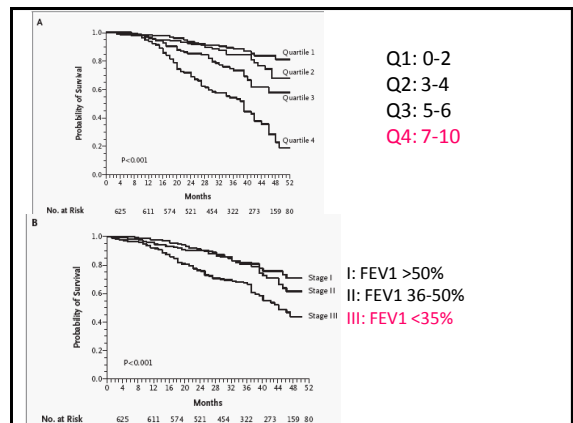 A
1.0
0.8
0.6
0.4
0.2
0.0
Probability of Survival
Quartile 1
Quartile 2
Quartile 3
Quartile 4
P<0.001
0 4 8 12 16 20 24 28 32 36 40 44 48 52
Months
No. at Risk 625 611 574 521 454 322 273 159 80
Q1: 0-2
Q2: 3-4
Q3: 5-6
Q4: 7-10
B
1.0
0.8
0.6
0.4
0.2
0.0
Probability of Survival
Stage I
Stage II
Stage III
P<0.001
0 4 8 12 16 20 24 28 32 36 40 44 48 52
Months
No. at Risk 625 611 574 521 454 322 273 159 80
I: FEV1 >50%
II: FEV1 36-50%
III: FEV1 <35%